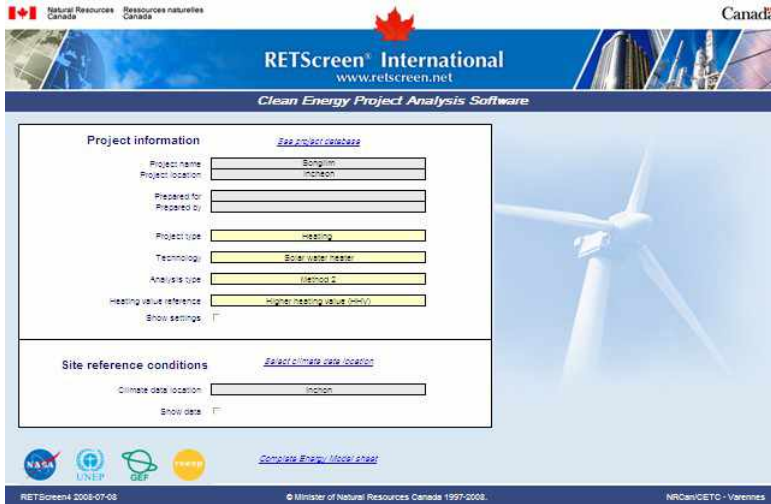 Natural Resources Canada
Ressources naturelles Canada
Canada
RETScreen® International
www.retscreen.net
Clean Energy Project Analysis Software
Project information
See project database
Project name
Songlim
Project location
Incheon
Prepared for
Prepared by
Project type
Heating
Technology
Solar water heater
Analysis type
Method 2
Heating value reference
Higher heating value (HHV)
Show settings
Site reference conditions
Select climate data location
Climate data location
Inchon
Show data
NASA
UNEP
GEF
Complete Energy Model sheet
RETScreen4 2008-07-08
© Minister of Natural Resources Canada 1997-2008.
NRCan/CETC - Varennes